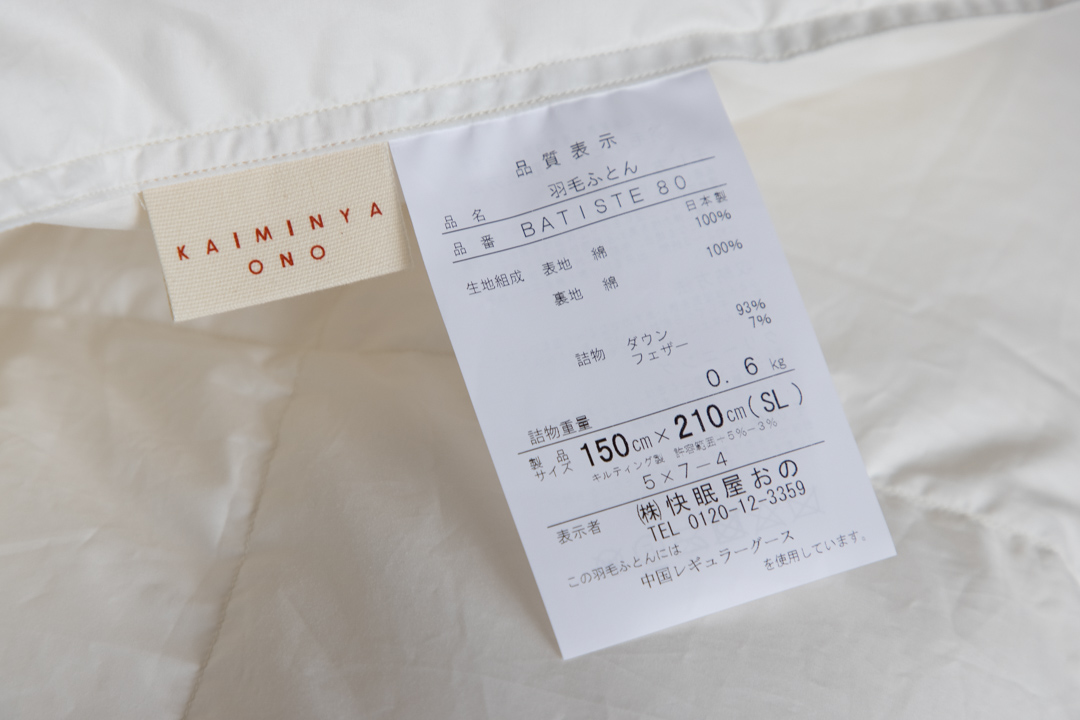 KAIMINYA
ONO
品質表示
品名 羽毛ふとん
品番 BATISTE 80
日本製
生地組成 表地 綿 100%
裏地 綿 100%
詰物 ダウン 93%
フェザー 7%
詰物重量 0.6kg
製品サイズ 150cm×210cm(SL)
キルティング製 許容範囲-5%-3%
5×7-4
表示者 ㈱快眠屋おの
TEL 0120-12-3359
この羽毛ふとんには
中国レギュラーグース
を使用しています。